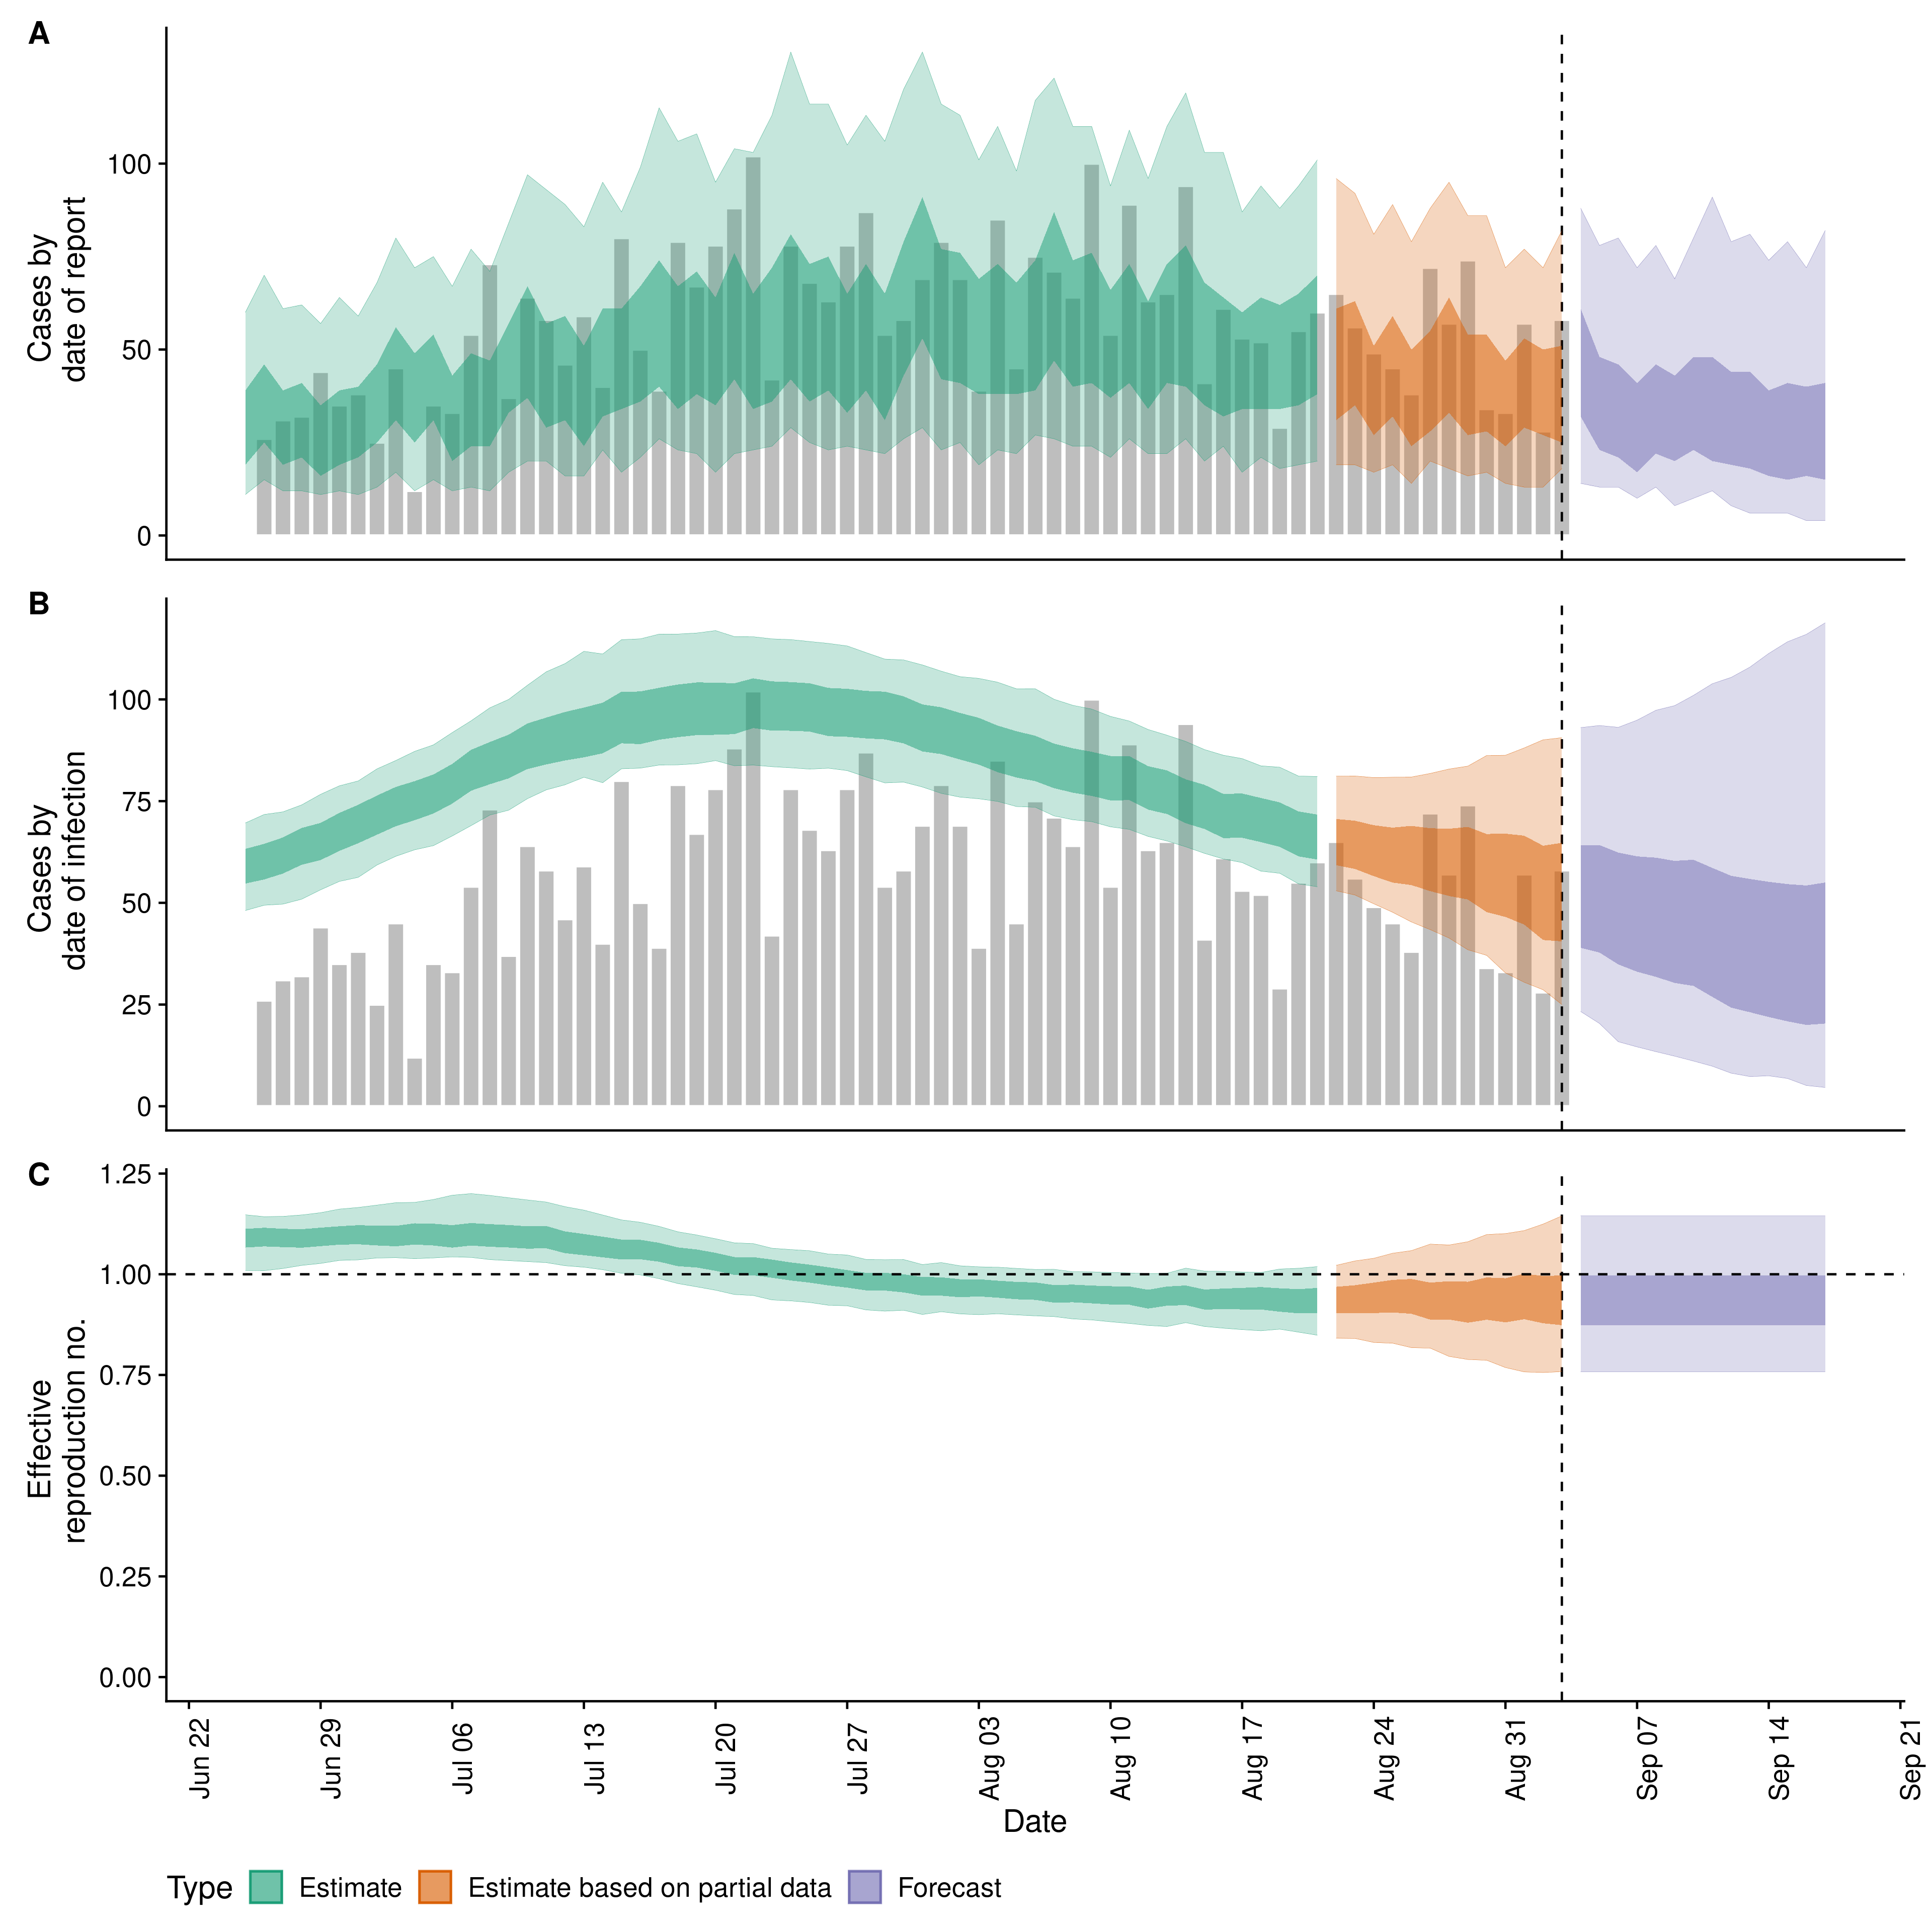 A
Cases by
date of report
100
50
0
B
Cases by
date of infection
100
75
50
25
0
C
Effective
reproduction no.
1.25
1.00
0.75
0.50
0.25
0.00
Jun 22
Jun 29
Jul 06
Jul 13
Jul 20
Jul 27
Aug 03
Aug 10
Aug 17
Aug 24
Aug 31
Sep 07
Sep 14
Sep 21
Date
Type Estimate Estimate based on partial data Forecast